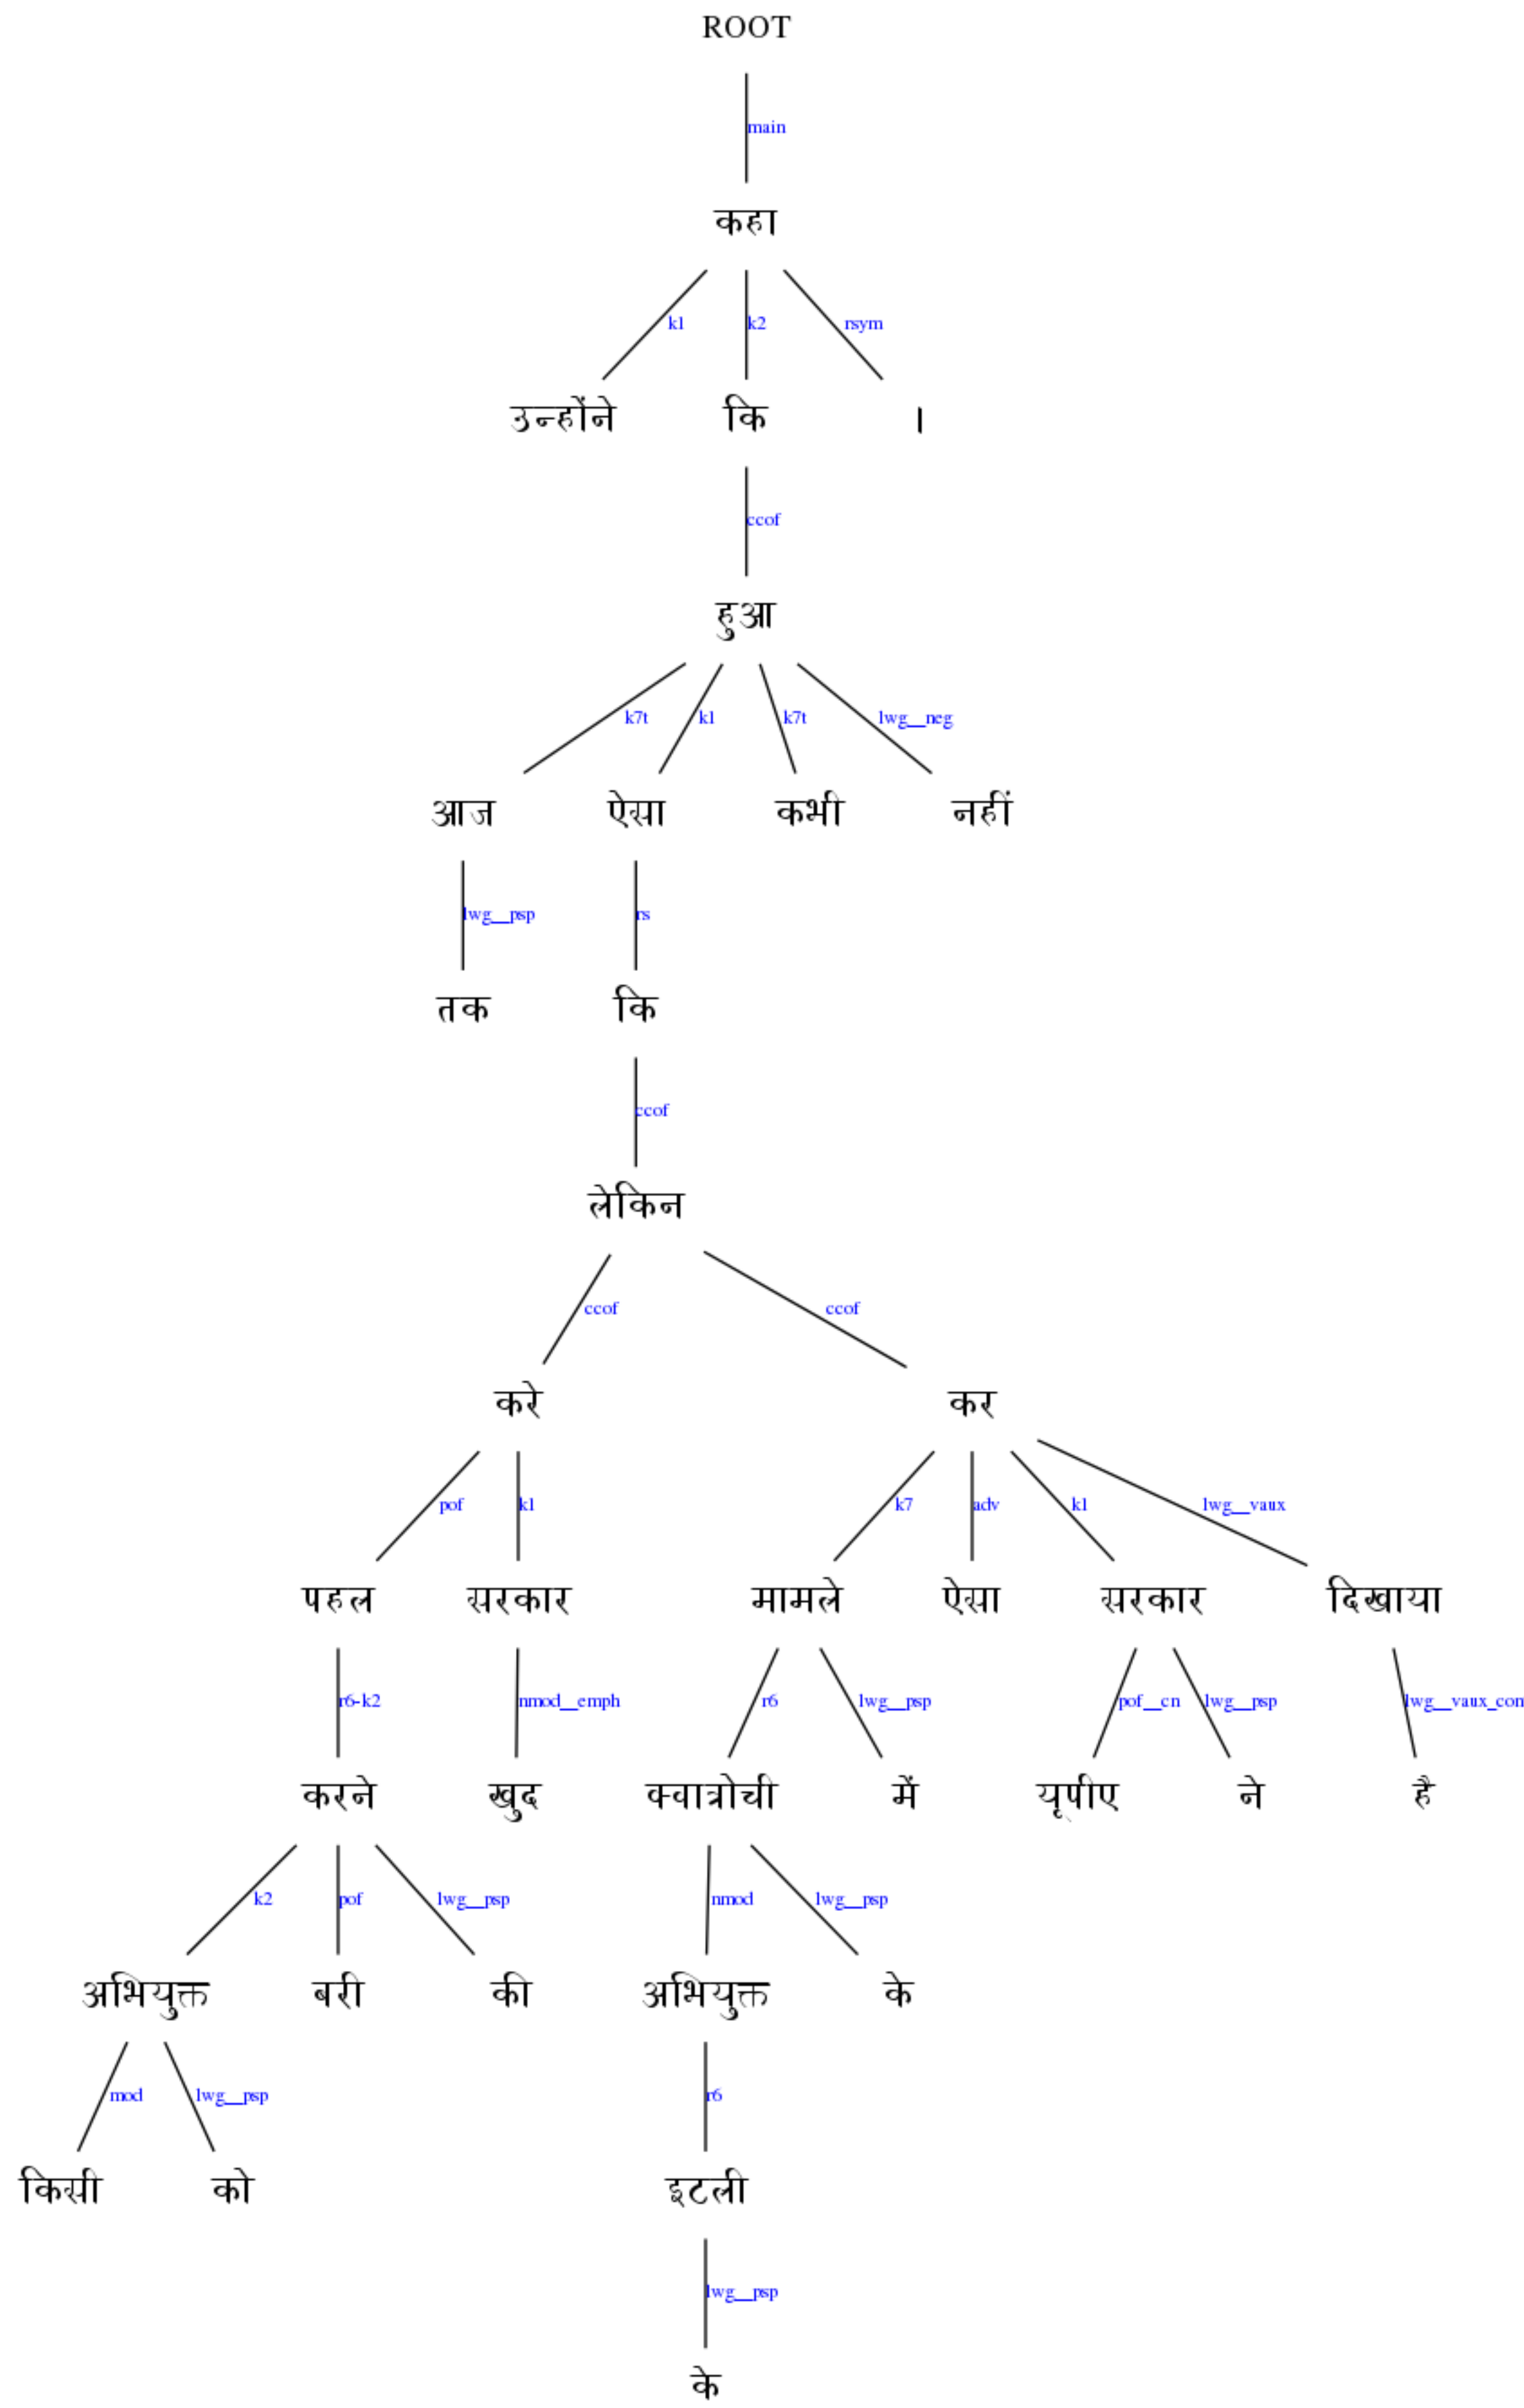 ROOT
main
कहा
k1 k2 rsym
उन्होंने कि ।
ccof
हुआ
k7t k1 k7t lwg__neg
आज ऐसा कभी नहीं
lwg__psp rs
तक कि
ccof
लेकिन
ccof ccof
करे कर
pof k1 k7 adv k1 lwg__vaux
पहल सरकार मामले ऐसा सरकार दिखाया
r6-k2 nmod__emph r6 lwg__psp pof__cn lwg__psp lwg__vaux_con
करने खुद क्वात्रोची में यूपीए ने है
k2 pof lwg__psp nmod lwg__psp
अभियुक्त बरी की अभियुक्त के
mod lwg__psp r6
किसी को इटली
lwg__psp
के